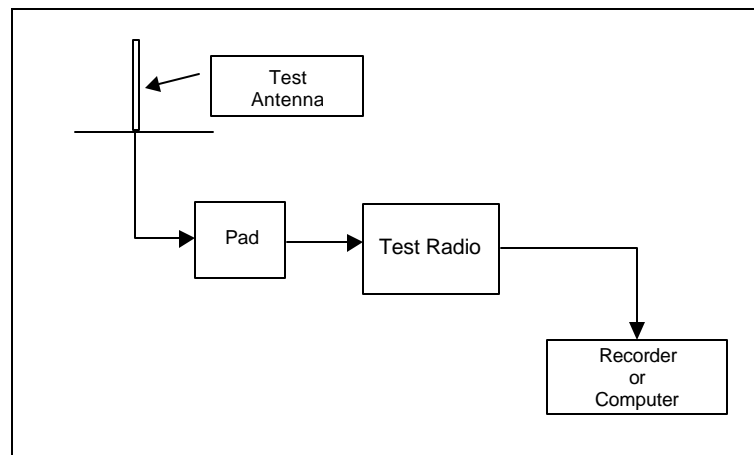 Test
Antenna
Pad
Test Radio
Recorder
or
Computer